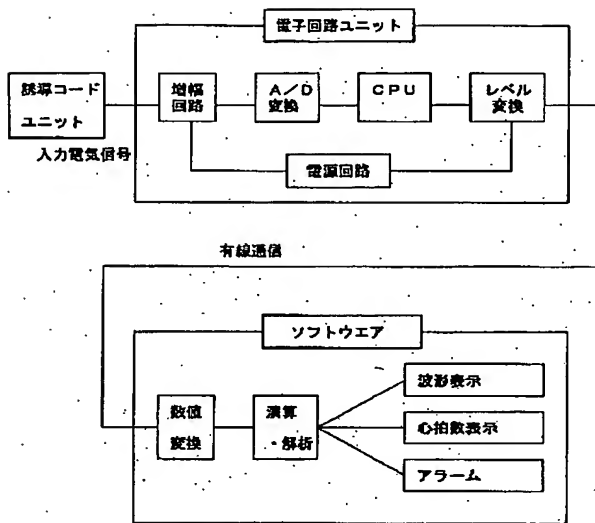 電子回路ユニット
誘導コード
ユニット
増幅
回路
A/D
変換
CPU
レベル
変換
入力電気信号
電源回路
有線通信
ソフトウエア
数値
変換
演算
・解析
波形表示
心拍数表示
アラーム